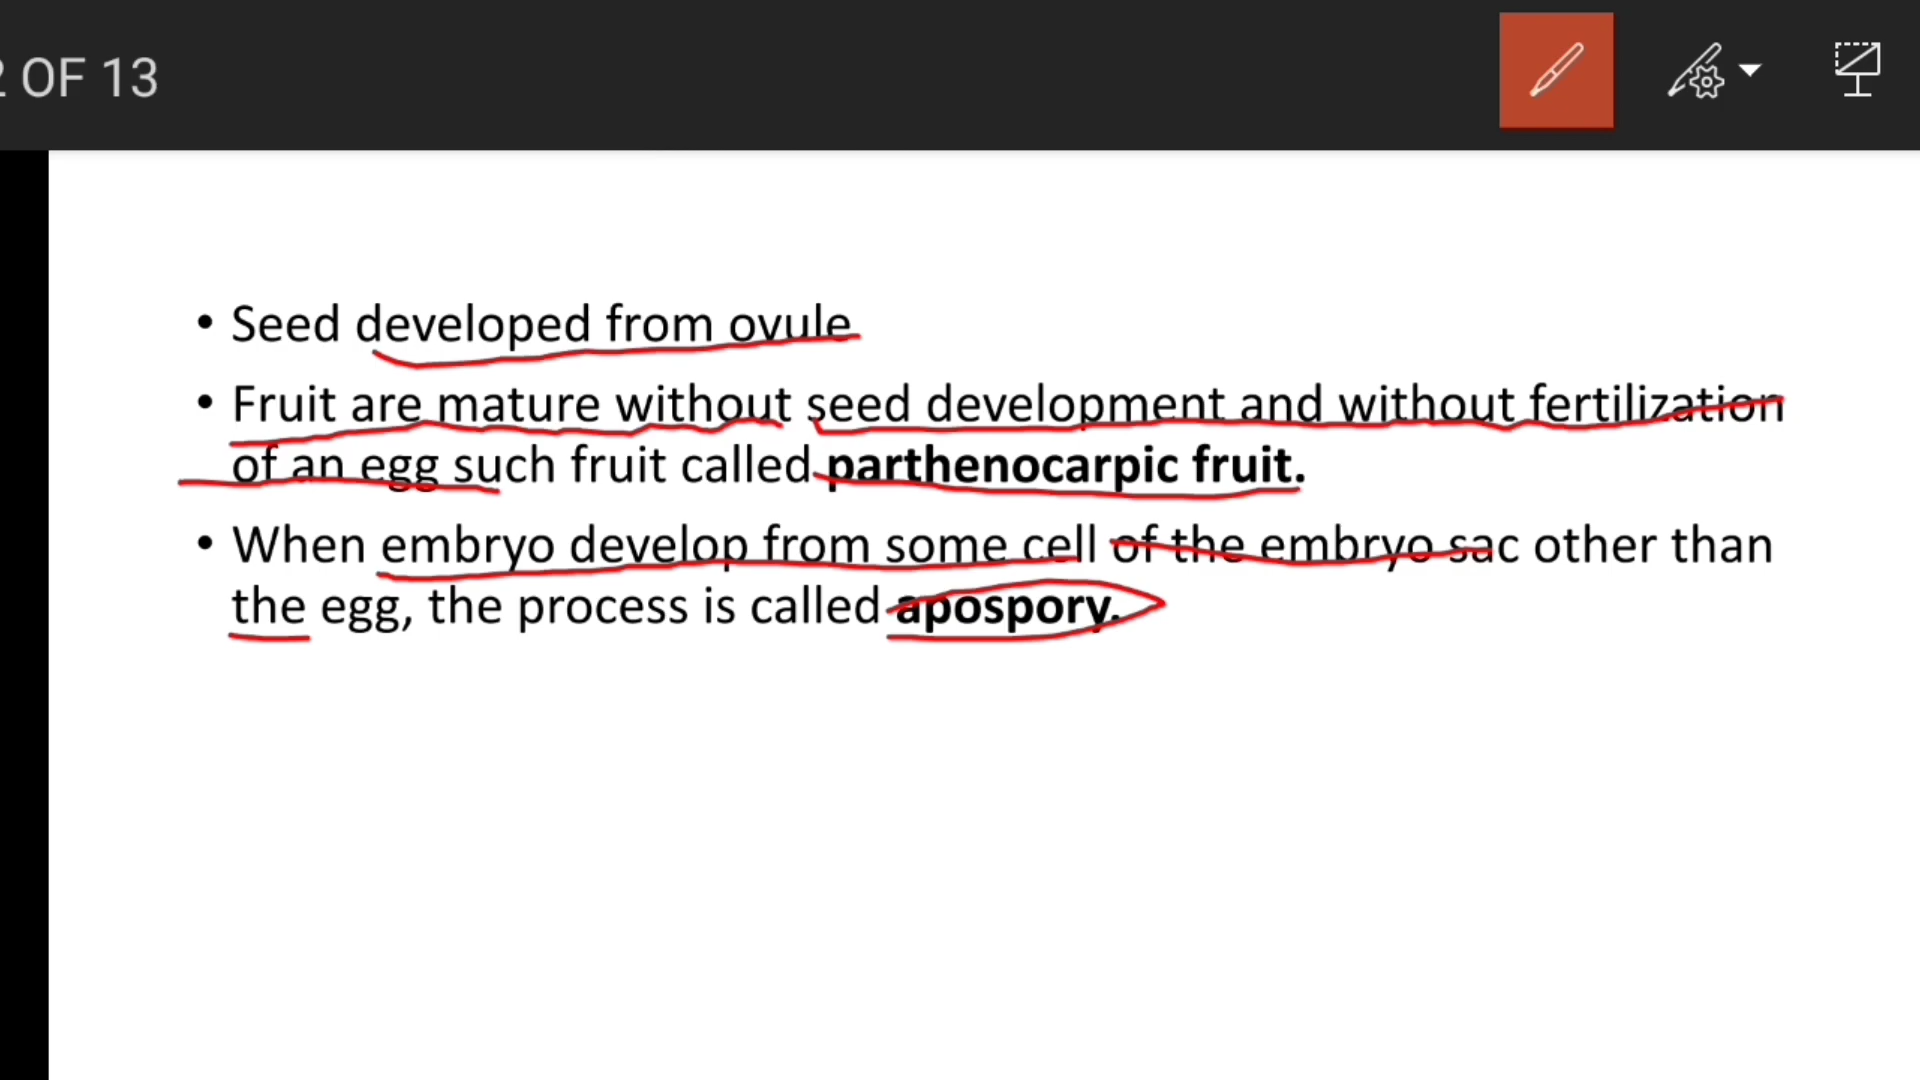 2 OF 13
• Seed developed from ovule
• Fruit are mature without seed development and without fertilization
of an egg such fruit called parthenocarpic fruit.
• When embryo develop from some cell of the embryo sac other than
the egg, the process is called apospory.